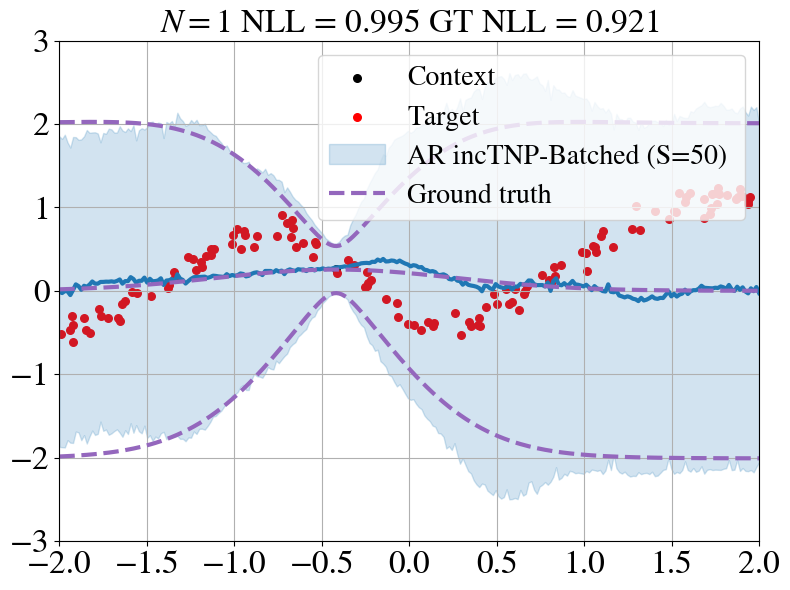 N = 1 NLL = 0.995 GT NLL = 0.921
3
2
1
0
−1
−2
−3
Context
Target
AR incTNP-Batched (S=50)
Ground truth
−2.0 −1.5 −1.0 −0.5 0.0 0.5 1.0 1.5 2.0